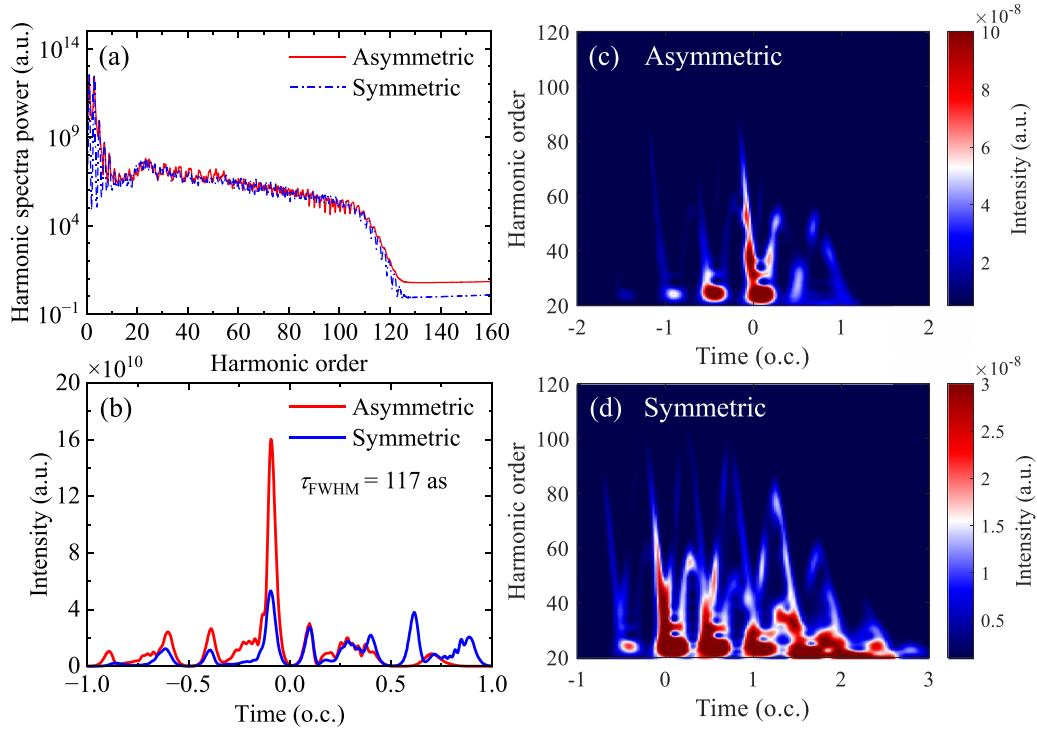 (a)
Asymmetric
Symmetric
Harmonic spectra power (a.u.)
10^14
10^9
10^4
10^-1
0 20 40 60 80 100 120 140 160
Harmonic order
(b)
×10^10
Asymmetric
Symmetric
τ_FWHM = 117 as
Intensity (a.u.)
20
16
12
8
4
0
−1.0 −0.5 0.0 0.5 1.0
Time (o.c.)
(c) Asymmetric
Harmonic order
120
100
80
60
40
20
-2 -1 0 1 2
Time (o.c.)
×10^-8
10
8
6
4
2
Intensity (a.u.)
(d) Symmetric
Harmonic order
120
100
80
60
40
20
-1 0 1 2 3
Time (o.c.)
×10^-8
3
2.5
2
1.5
1
0.5
Intensity (a.u.)